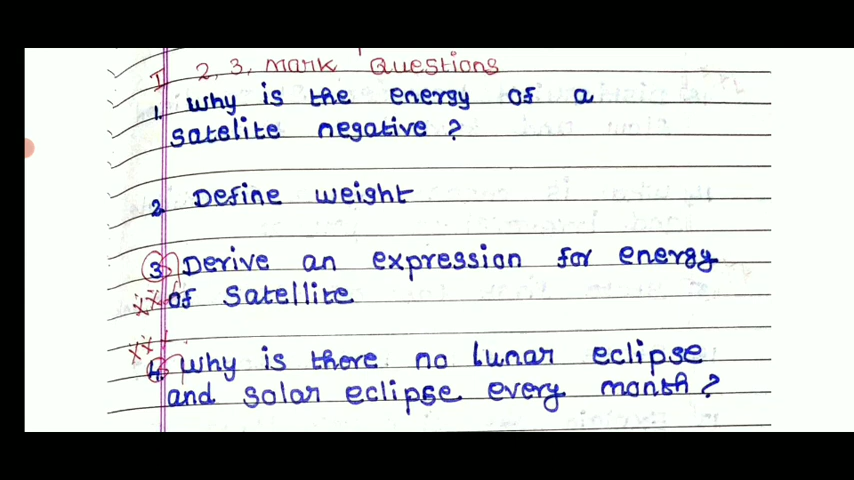 I 2, 3, mark Questions
1. Why is the energy of a
satelite negative ?
2 Define weight
3 Derive an expression for energy
of satellite
4 Why is there no lunar eclipse
and solar eclipse every month ?